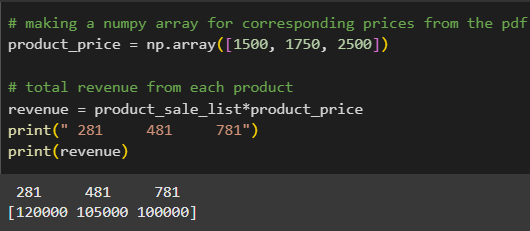 # making a numpy array for corresponding prices from the pdf
product_price = np.array([1500, 1750, 2500])
# total revenue from each product
revenue = product_sale_list*product_price
print(" 281     481     781")
print(revenue)
 281     481     781
[120000 105000 100000]